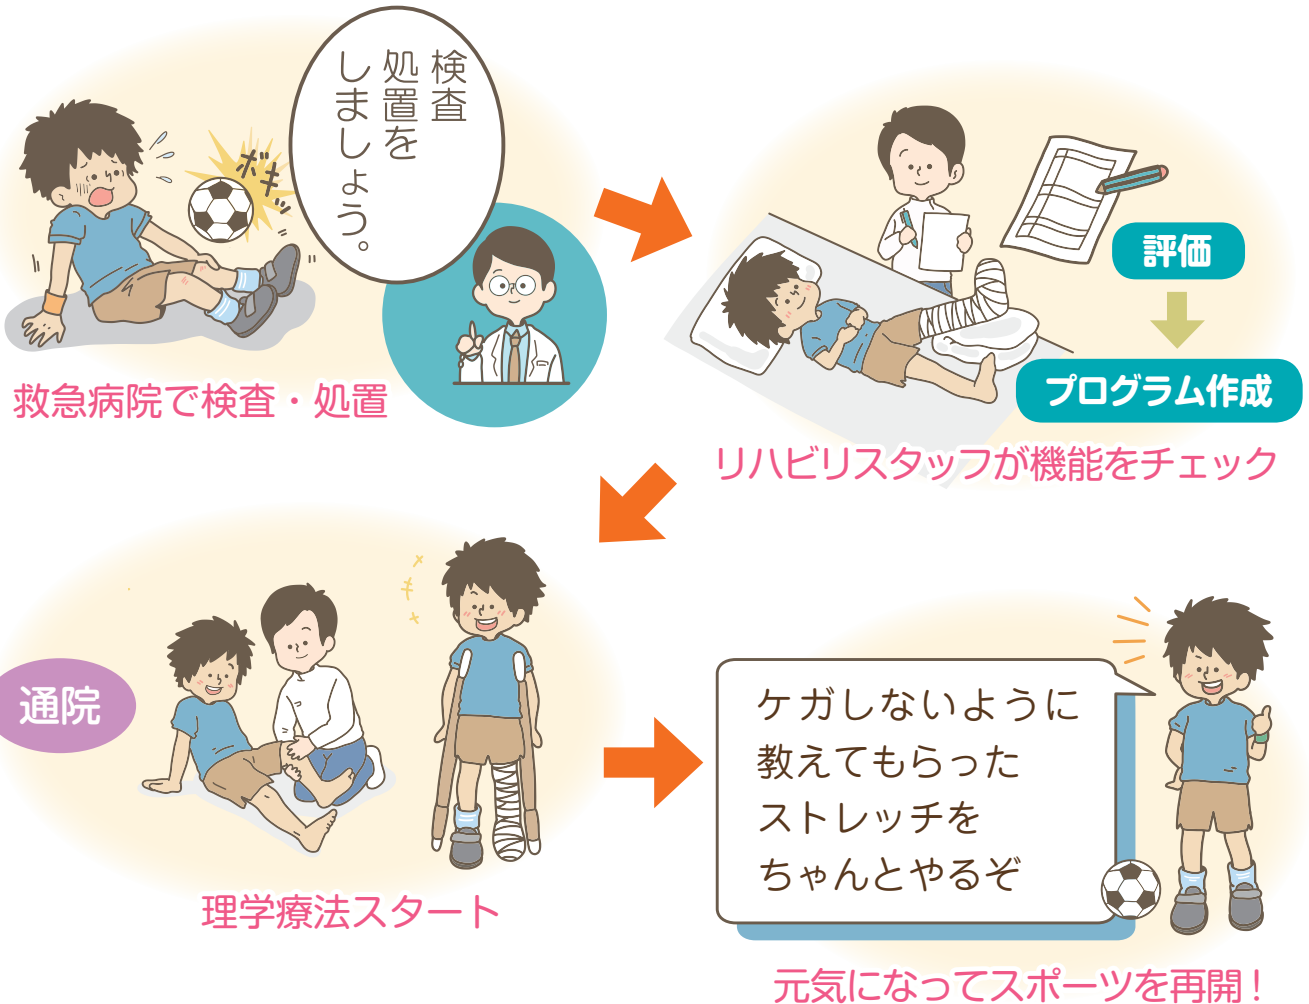 検査
処置を
しましょう。
ボキッ
救急病院で検査・処置
評価
プログラム作成
リハビリスタッフが機能をチェック
通院
理学療法スタート
ケガしないように
教えてもらった
ストレッチを
ちゃんとやるぞ
元気になってスポーツを再開！